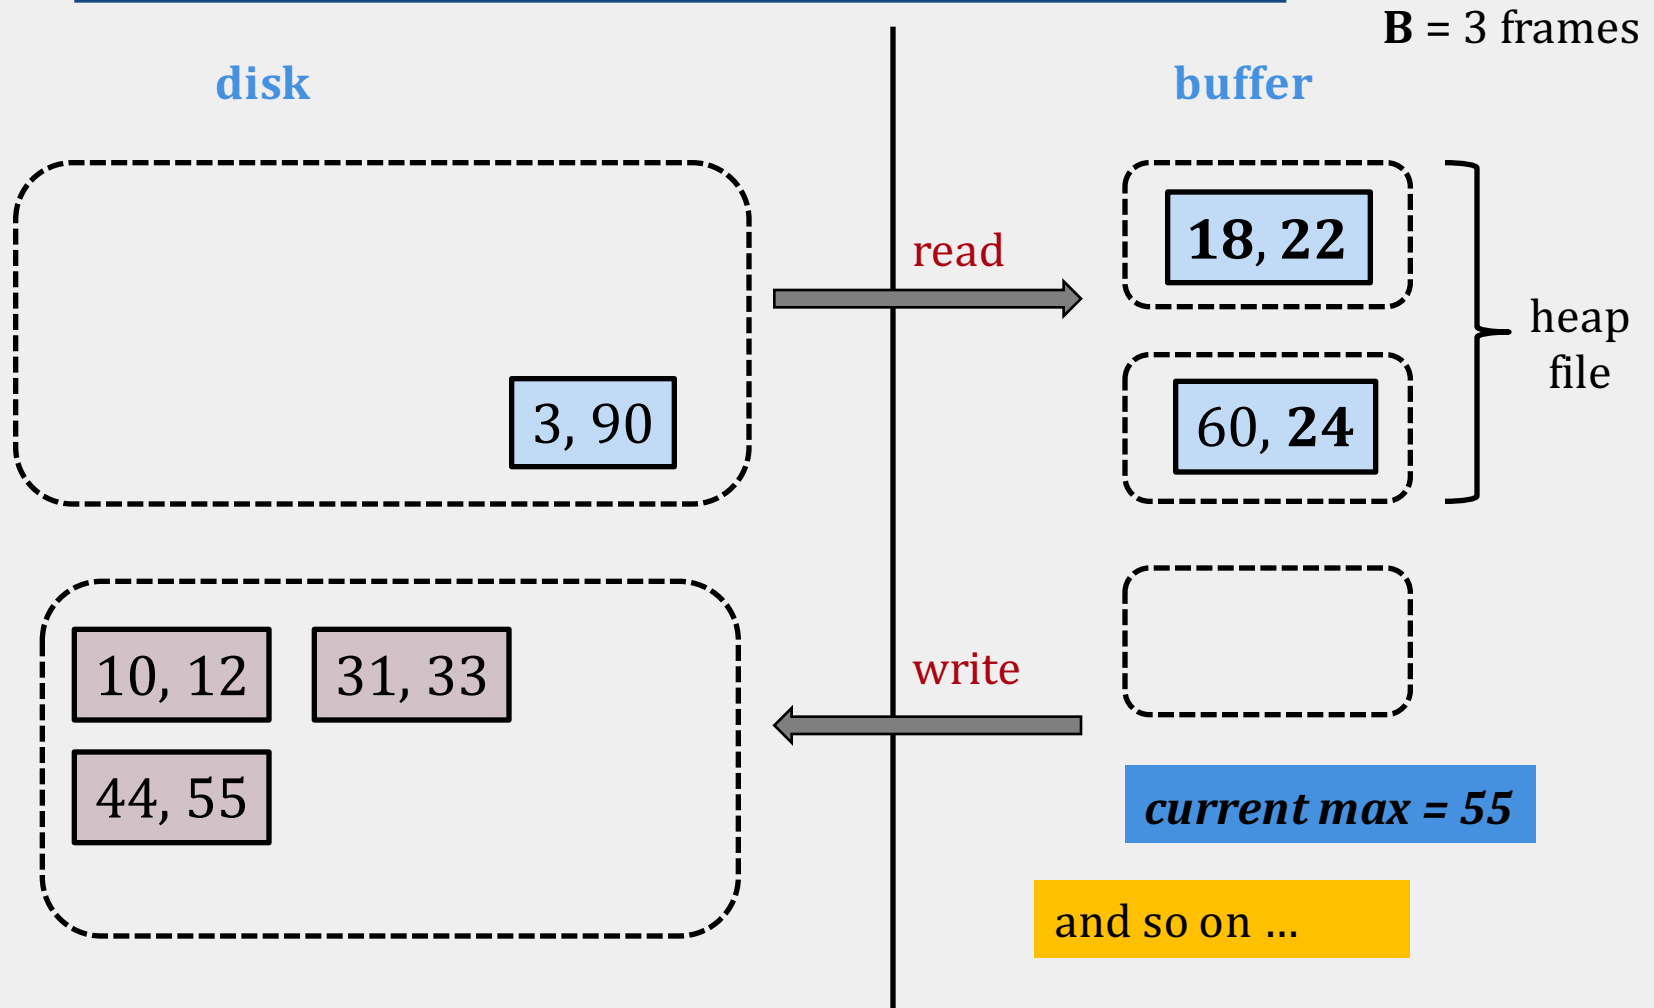 B = 3 frames
disk
buffer
read
18, 22
heap
file
3, 90
60, 24
10, 12
31, 33
write
44, 55
current max = 55
and so on ...